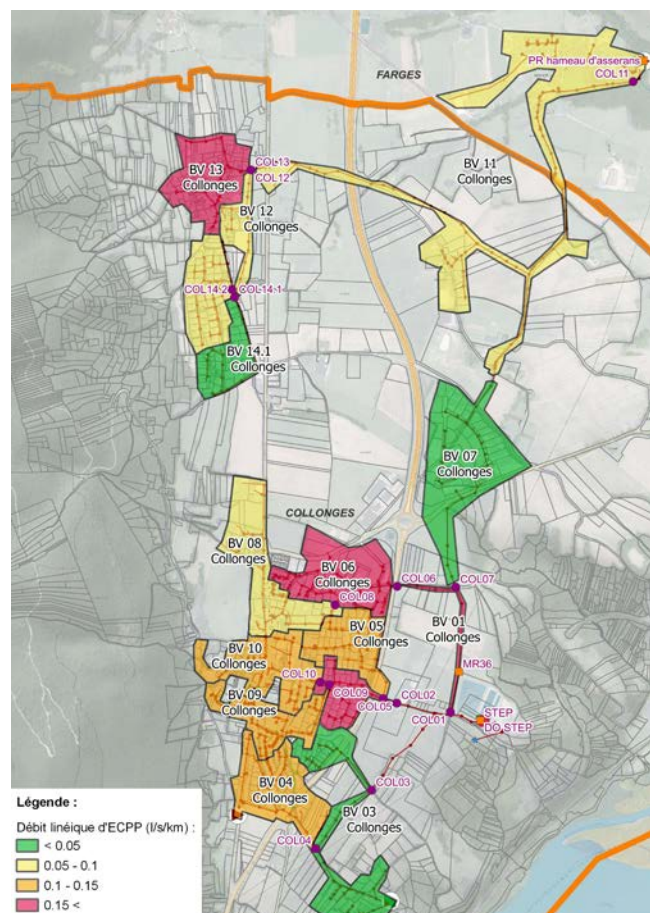 PR hameau d'asserans
FARGES
COL11
COL13
BV 13
Collonges
COL12
BV 11
Collonges
BV 12
Collonges
COL14.2
COL14.1
BV 14.1
Collonges
BV 07
Collonges
COLLONGES
BV 08
Collonges
BV 06
Collonges
COL06
COL07
COL08
BV 05
Collonges
BV 01
Collonges
BV 10
Collonges
MR36
COL10
BV 09
Collonges
COL09
COL02
COL05
COL01
STEP
DO STEP
BV 04
Collonges
COL03
BV 03
Collonges
COL04
Légende :
Débit linéique d'ECPP (l/s/km) :
< 0.05
0.05 - 0.1
0.1 - 0.15
0.15 <